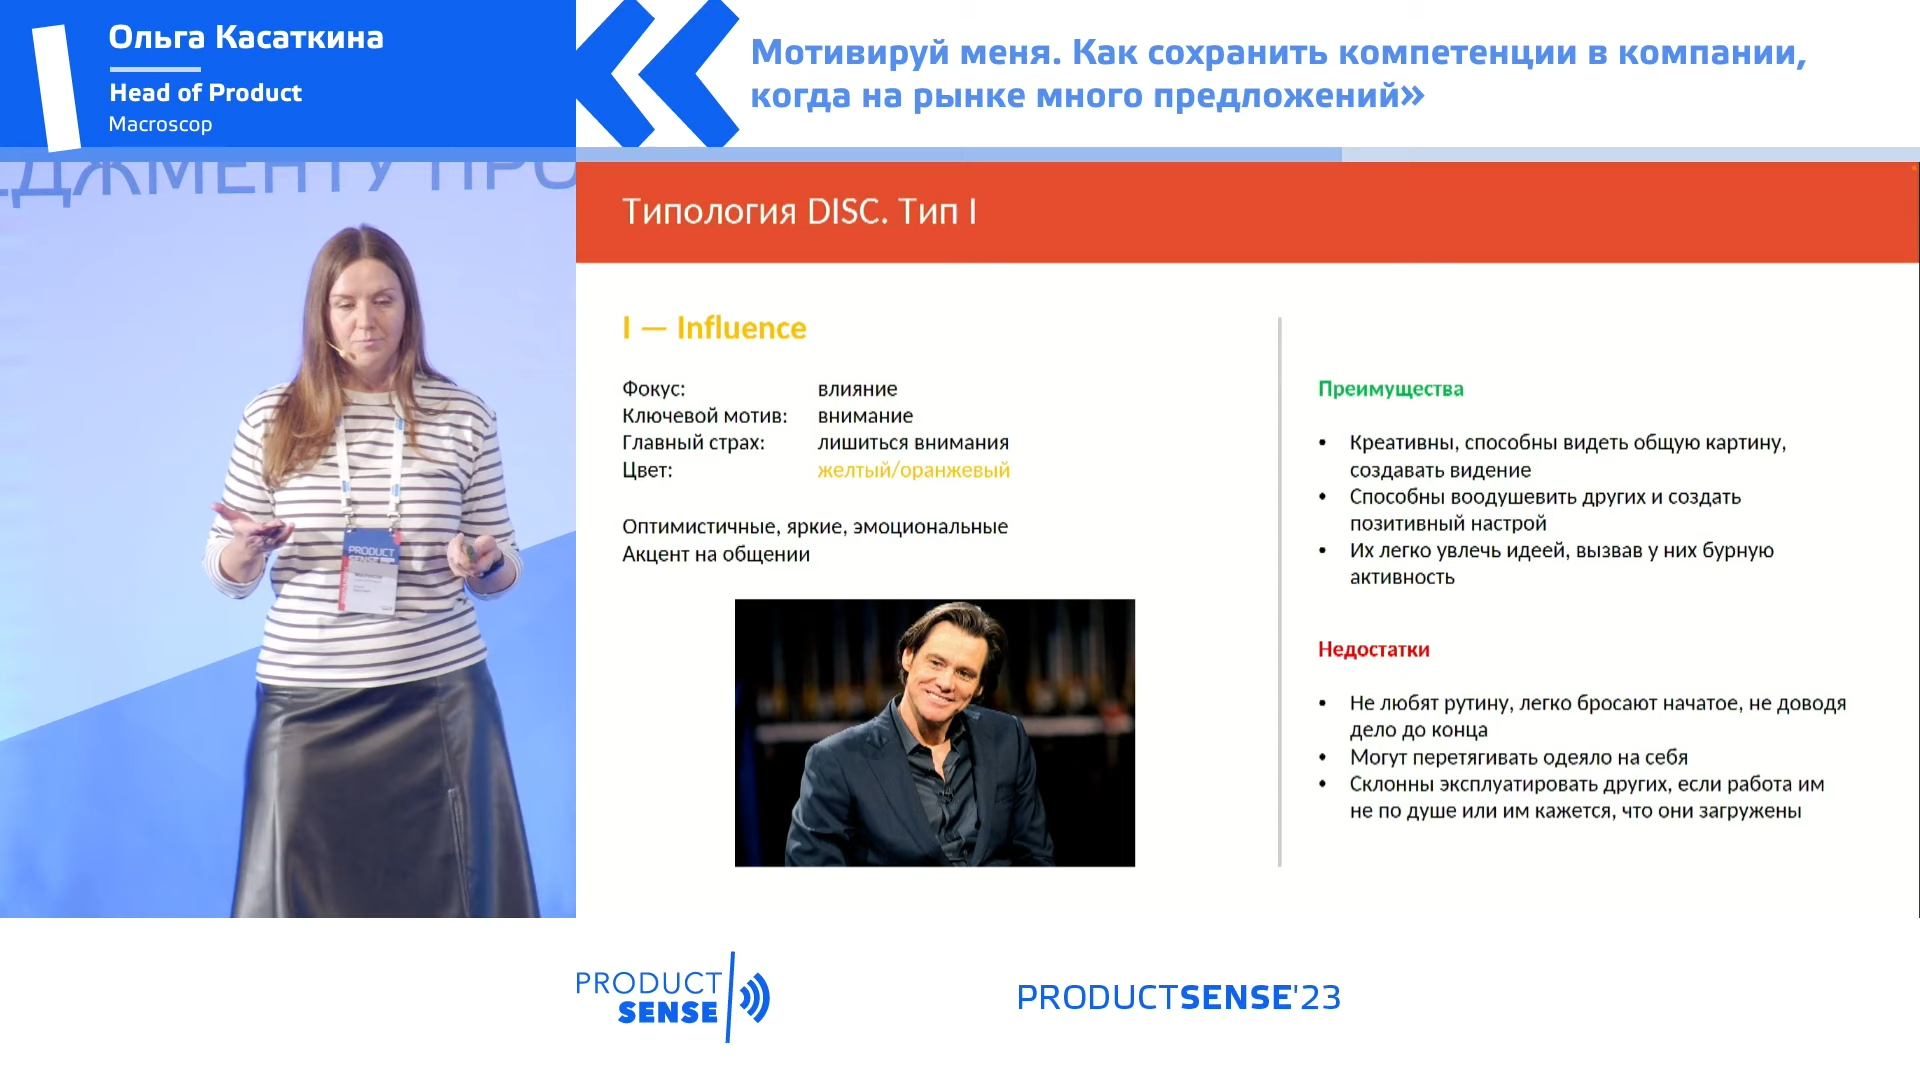 Ольга Касаткина
Head of Product
Macroscop
Мотивируй меня. Как сохранить компетенции в компании,
когда на рынке много предложений»
ЕДЖМЕНТУ ПРО
Типология DISC. Тип I
I — Influence
Фокус: влияние
Ключевой мотив: внимание
Главный страх: лишиться внимания
Цвет: желтый/оранжевый
Оптимистичные, яркие, эмоциональные
Акцент на общении
Преимущества
• Креативны, способны видеть общую картину,
создавать видение
• Способны воодушевить других и создать
позитивный настрой
• Их легко увлечь идеей, вызвав у них бурную
активность
Недостатки
• Не любят рутину, легко бросают начатое, не доводя
дело до конца
• Могут перетягивать одеяло на себя
• Склонны эксплуатировать других, если работа им
не по душе или им кажется, что они загружены
PRODUCT
SENSE
PRODUCT
SENSE
PRODUCTSENSE'23